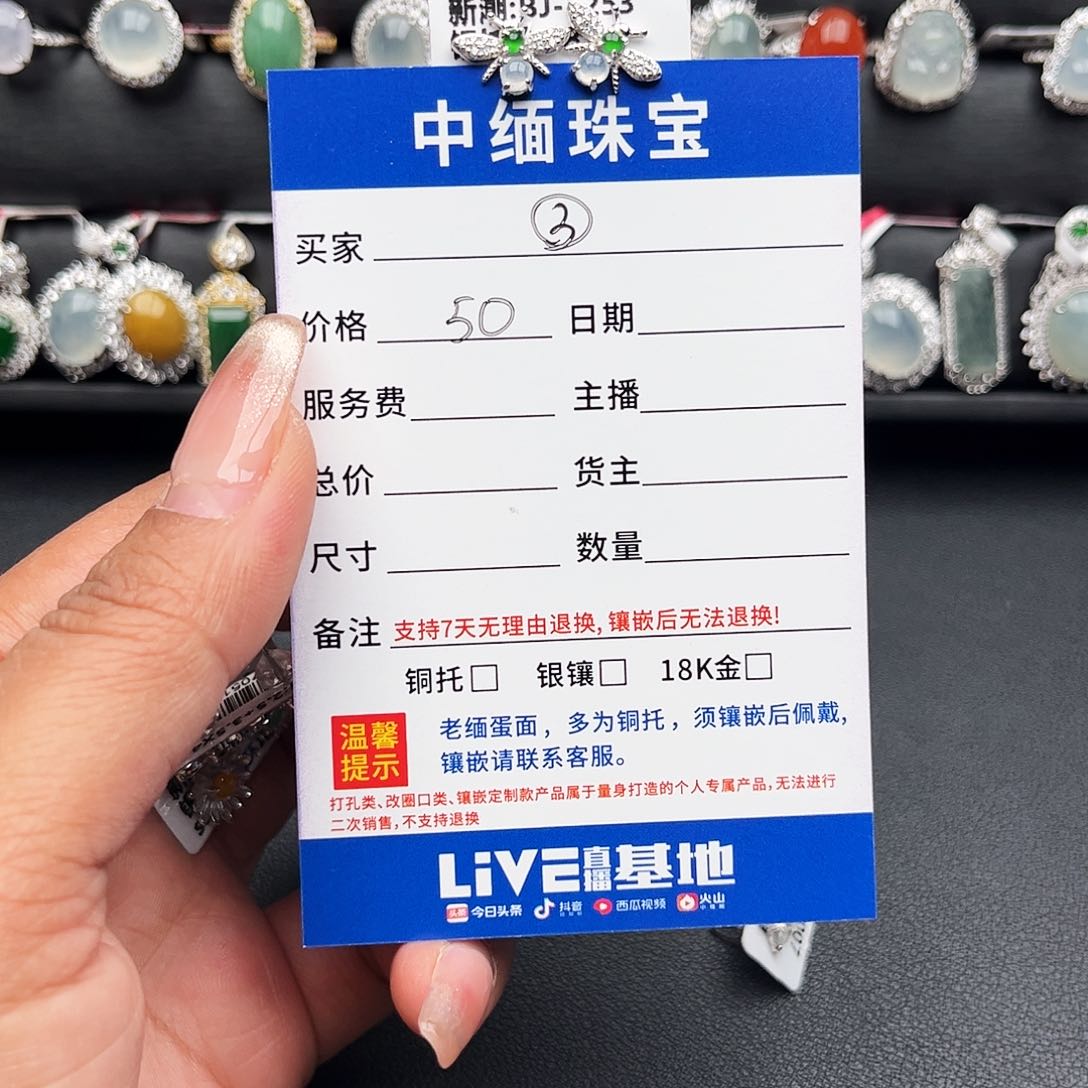 新潮:BJ-
中缅珠宝
买家 3
价格 50 日期
服务费 主播
总价 货主
尺寸 数量
备注 支持7天无理由退换,镶嵌后无法退换!
铜托□ 银镶□ 18K金□
温馨提示
老缅蛋面，多为铜托，须镶嵌后佩戴，
镶嵌请联系客服。
打孔类、改圈口类、镶嵌定制款产品属于量身打造的个人专属产品,无法进行
二次销售,不支持退换
LiVE直播基地
头条 今日头条 抖音 西瓜视频 火山